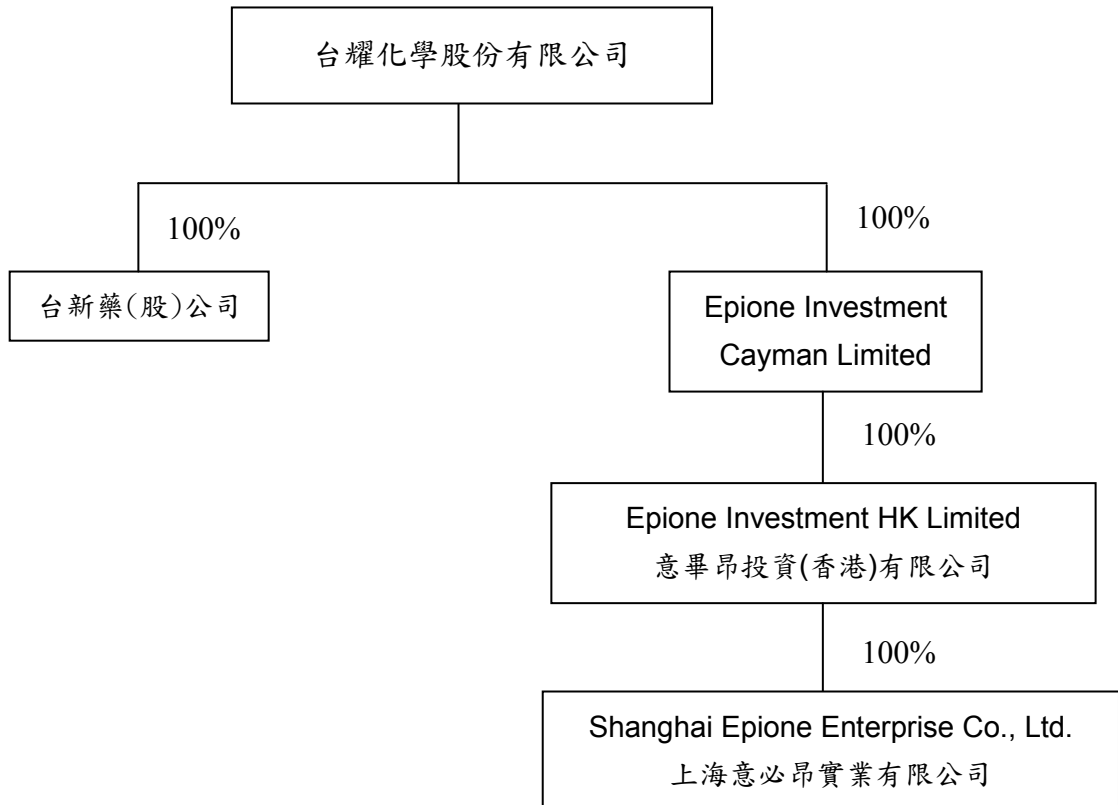 台耀化學股份有限公司
100%
100%
台新藥(股)公司
Epione Investment
Cayman Limited
100%
Epione Investment HK Limited
意畢昂投資(香港)有限公司
100%
Shanghai Epione Enterprise Co., Ltd.
上海意必昂實業有限公司